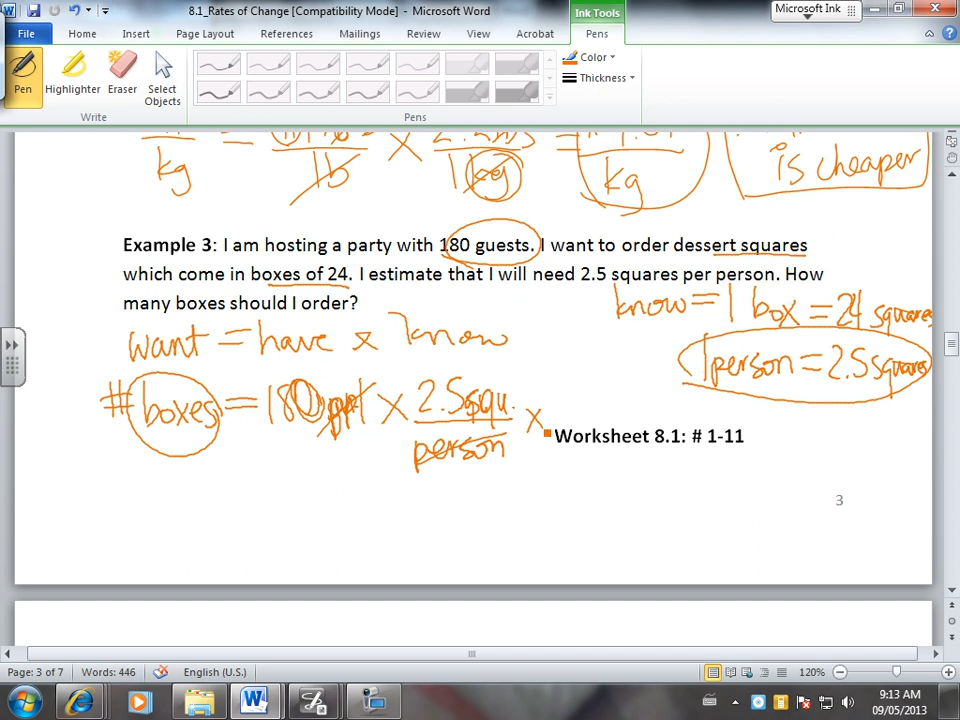 8.1_Rates of Change [Compatibility Mode] - Microsoft Word
Ink Tools
Microsoft Ink
File Home Insert Page Layout References Mailings Review View Acrobat Pens
Pen Highlighter Eraser Select Objects
Color
Thickness
Write
Pens
kg = lb × 1 kg = kg
is cheaper
Example 3: I am hosting a party with 180 guests. I want to order dessert squares
which come in boxes of 24. I estimate that I will need 2.5 squares per person. How
many boxes should I order?
know = 1 box = 24 squares
want = have × know
1 person = 2.5 squares
# boxes = 180 ppl × 2.5 squ. ×
person
Worksheet 8.1: # 1-11
3
Page: 3 of 7 Words: 446 English (U.S.) 120%
9:13 AM
09/05/2013